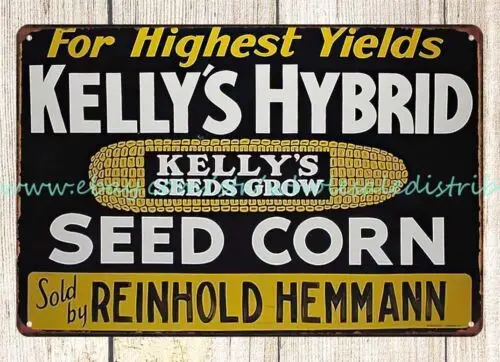 For Highest Yields
KELLY'S HYBRID
KELLY'S
SEEDS GROW
SEED CORN
Sold by REINHOLD HEMMANN